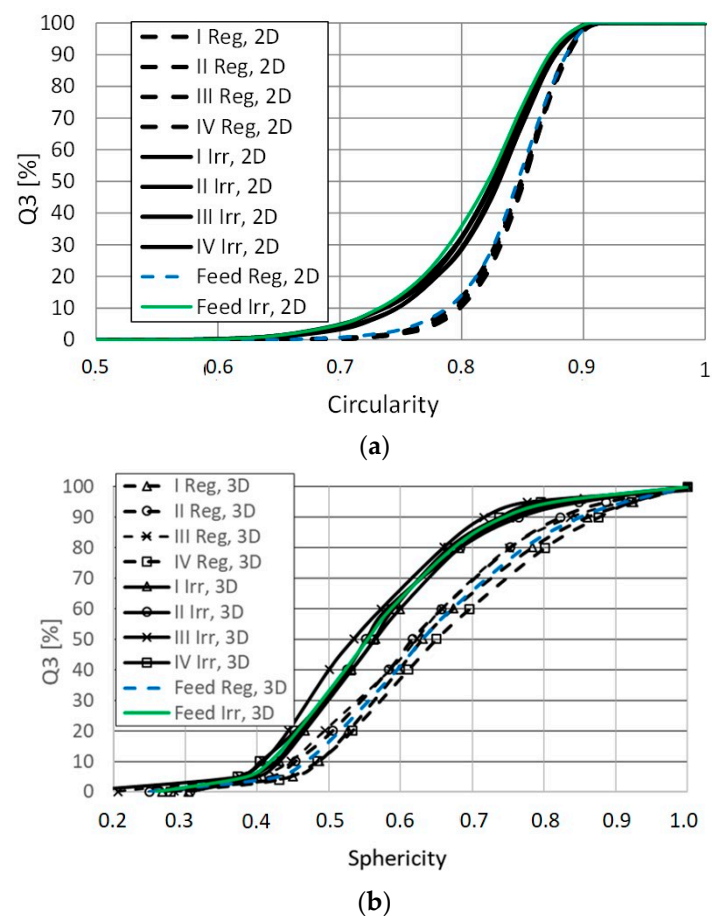 100
90
80
70
60
50
40
30
20
10
0
Q3 [%]
I Reg, 2D
II Reg, 2D
III Reg, 2D
IV Reg, 2D
I Irr, 2D
II Irr, 2D
III Irr, 2D
IV Irr, 2D
Feed Reg, 2D
Feed Irr, 2D
0.5 0.7 0.8 0.9 1
Circularity
(a)
100
90
80
70
60
50
40
30
20
10
0
Q3 [%]
I Reg, 3D
II Reg, 3D
III Reg, 3D
IV Reg, 3D
I Irr, 3D
II Irr, 3D
III Irr, 3D
IV Irr, 3D
Feed Reg, 3D
Feed Irr, 3D
0.2 0.3 0.4 0.5 0.6 0.7 0.8 0.9 1.0
Sphericity
(b)